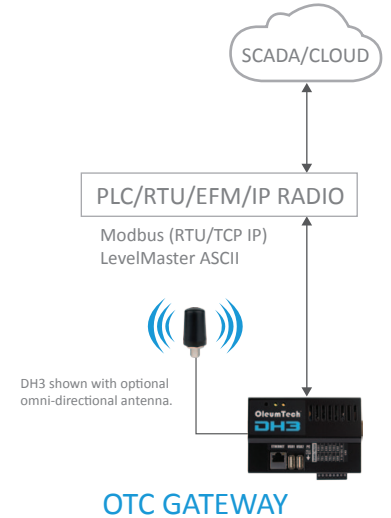 SCADA/CLOUD
PLC/RTU/EFM/IP RADIO
Modbus (RTU/TCP IP)
LevelMaster ASCII
DH3 shown with optional
omni-directional antenna.
OleumTech
DH3
ETHERNET
OTC GATEWAY